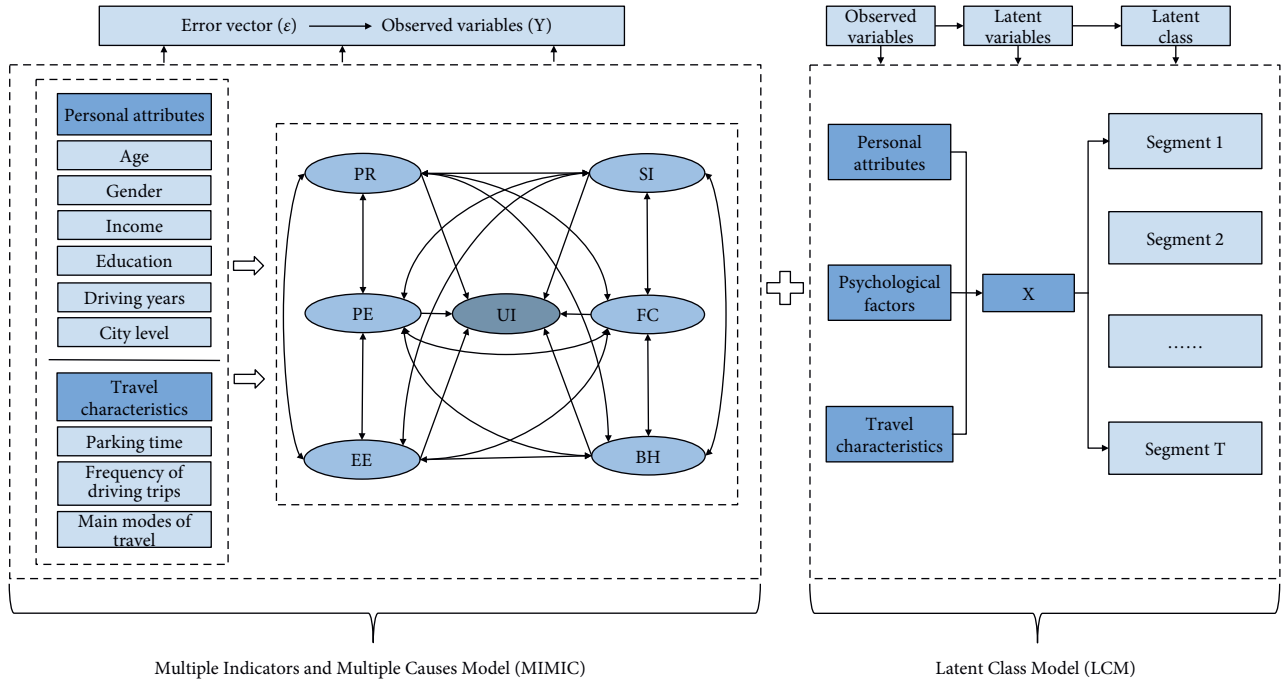 Error vector (ε) Observed variables (Y)
Personal attributes
Age
Gender
Income
Education
Driving years
City level
Travel
characteristics
Parking time
Frequency of
driving trips
Main modes of
travel
PR
SI
PE
UI
FC
EE
BH
Multiple Indicators and Multiple Causes Model (MIMIC)
Observed
variables
Latent
variables
Latent
class
Personal
attributes
Psychological
factors
Travel
characteristics
X
Segment 1
Segment 2
......
Segment T
Latent Class Model (LCM)